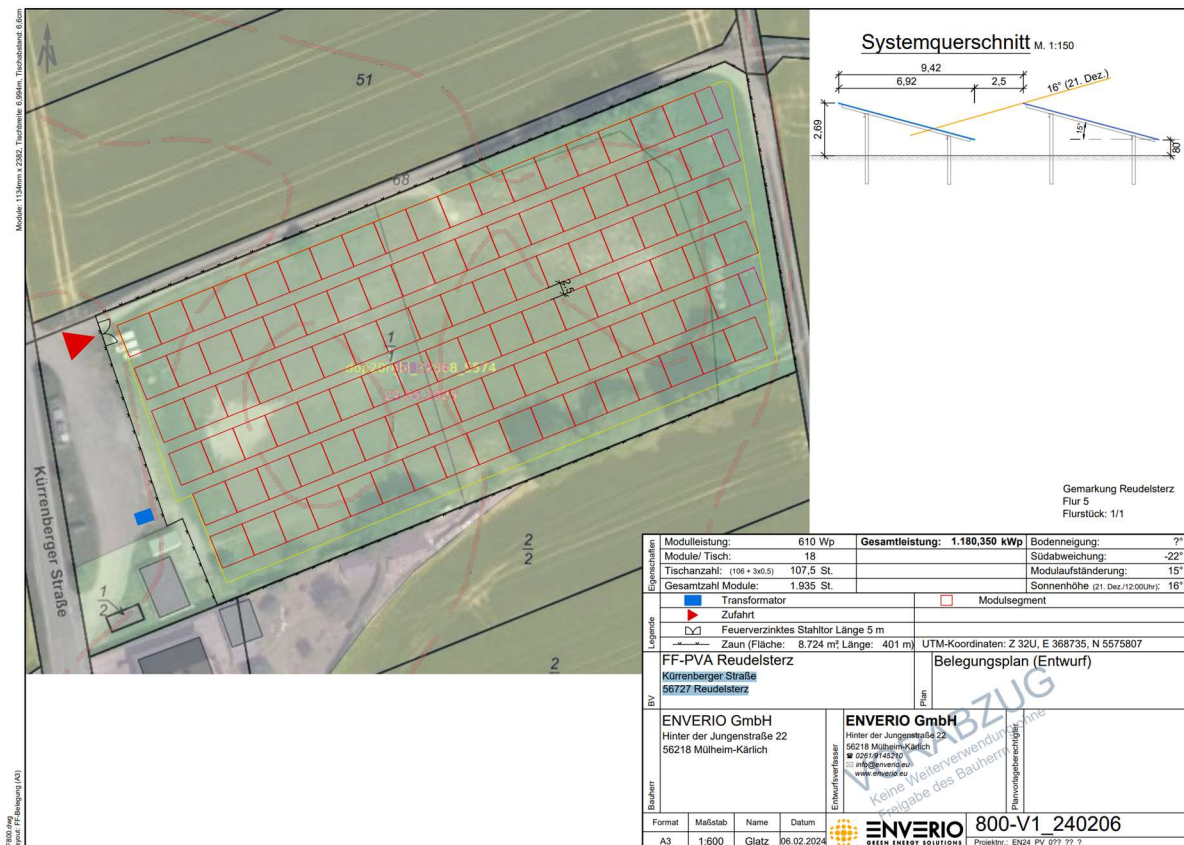 Module: 1134mm x 2382, Tischbreite: 6,994m, Tischabstand: 6,6cm
51
68
1
1
2,5
Kürrenberger Straße
1
2
2
2
2
Systemquerschnitt M. 1:150
9,42
6,92
2,5
16° (21. Dez.)
2,69
15°
80°
Gemarkung Reudelsterz
Flur 5
Flurstück: 1/1
Eigenschaften
Modulleistung: 610 Wp
Gesamtleistung: 1.180,350 kWp
Bodenneigung: ?°
Module/ Tisch: 18
Südabweichung: -22°
Tischanzahl: (106 + 3x0,5) 107,5 St.
Modulaufständerung: 15°
Gesamtzahl Module: 1.935 St.
Sonnenhöhe (21. Dez./12:00Uhr): 16°
Legende
Transformator
Modulsegment
Zufahrt
Feuerverzinktes Stahltor Länge 5 m
Zaun (Fläche: 8.724 m², Länge: 401 m)
UTM-Koordinaten: Z 32U, E 368735, N 5575807
BV
FF-PVA Reudelsterz
Kürrenberger Straße
56727 Reudelsterz
Plan
Belegungsplan (Entwurf)
Bauherr
ENVERIO GmbH
Hinter der Jungenstraße 22
56218 Mülheim-Kärlich
Entwurfsverfasser
ENVERIO GmbH
Hinter der Jungenstraße 22
56218 Mülheim-Kärlich
0261/9145210
info@enverio.eu
www.enverio.eu
Planvorlageberechtigter
VORABZUG
Keine Weiterverwendung ohne
Freigabe des Bauherrn
Format Maßstab Name Datum
A3 1:600 Glatz 06.02.2024
ENVERIO
GREEN ENERGY SOLUTIONS
800-V1_240206
Projektnr.: EN24_PV_0??_??_?
F800.dwg
Layout: FF-Belegung (A3)